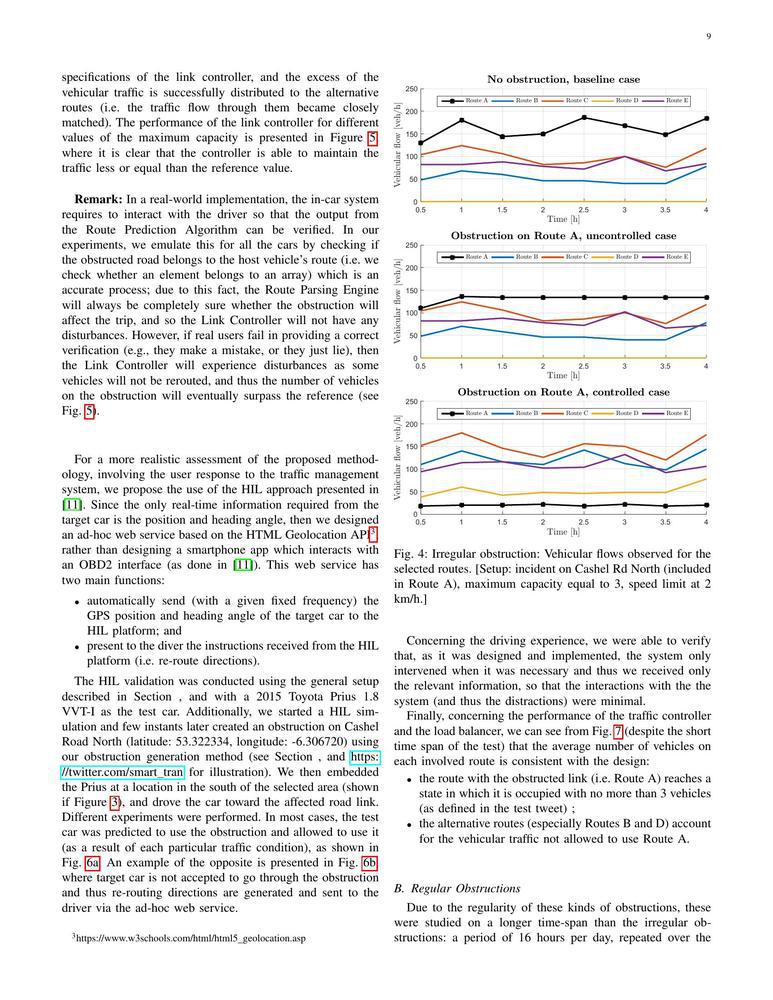 9
specifications of the link controller, and the excess of the
vehicular traffic is successfully distributed to the alternative
routes (i.e. the traffic flow through them became closely
matched). The performance of the link controller for different
values of the maximum capacity is presented in Figure 5,
where it is clear that the controller is able to maintain the
traffic less or equal than the reference value.
Remark: In a real-world implementation, the in-car system
requires to interact with the driver so that the output from
the Route Prediction Algorithm can be verified. In our
experiments, we emulate this for all the cars by checking if
the obstructed road belongs to the host vehicle's route (i.e. we
check whether an element belongs to an array) which is an
accurate process; due to this fact, the Route Parsing Engine
will always be completely sure whether the obstruction will
affect the trip, and so the Link Controller will not have any
disturbances. However, if real users fail in providing a correct
verification (e.g., they make a mistake, or they just lie), then
the Link Controller will experience disturbances as some
vehicles will not be rerouted, and thus the number of vehicles
on the obstruction will eventually surpass the reference (see
Fig. 5).
For a more realistic assessment of the proposed method-
ology, involving the user response to the traffic management
system, we propose the use of the HIL approach presented in
[11]. Since the only real-time information required from the
target car is the position and heading angle, then we designed
an ad-hoc web service based on the HTML Geolocation API3,
rather than designing a smartphone app which interacts with
an OBD2 interface (as done in [11]). This web service has
two main functions:
• automatically send (with a given fixed frequency) the
GPS position and heading angle of the target car to the
HIL platform; and
• present to the diver the instructions received from the HIL
platform (i.e. re-route directions).
The HIL validation was conducted using the general setup
described in Section , and with a 2015 Toyota Prius 1.8
VVT-I as the test car. Additionally, we started a HIL sim-
ulation and few instants later created an obstruction on Cashel
Road North (latitude: 53.322334, longitude: -6.306720) using
our obstruction generation method (see Section , and https:
//twitter.com/smart_tran for illustration). We then embedded
the Prius at a location in the south of the selected area (shown
if Figure 3), and drove the car toward the affected road link.
Different experiments were performed. In most cases, the test
car was predicted to use the obstruction and allowed to use it
(as a result of each particular traffic condition), as shown in
Fig. 6a. An example of the opposite is presented in Fig. 6b,
where target car is not accepted to go through the obstruction
and thus re-routing directions are generated and sent to the
driver via the ad-hoc web service.
3https://www.w3schools.com/html/html5_geolocation.asp
No obstruction, baseline case
Route A Route B Route C Route D Route E
Vehicular flow [veh/h]
250
200
150
100
50
0
0.5 1 1.5 2 2.5 3 3.5 4
Time [h]
Obstruction on Route A, uncontrolled case
Route A Route B Route C Route D Route E
Vehicular flow [veh/h]
250
200
150
100
50
0
0.5 1 1.5 2 2.5 3 3.5 4
Time [h]
Obstruction on Route A, controlled case
Route A Route B Route C Route D Route E
Vehicular flow [veh/h]
250
200
150
100
50
0
0.5 1 1.5 2 2.5 3 3.5 4
Time [h]
Fig. 4: Irregular obstruction: Vehicular flows observed for the
selected routes. [Setup: incident on Cashel Rd North (included
in Route A), maximum capacity equal to 3, speed limit at 2
km/h.]
Concerning the driving experience, we were able to verify
that, as it was designed and implemented, the system only
intervened when it was necessary and thus we received only
the relevant information, so that the interactions with the the
system (and thus the distractions) were minimal.
Finally, concerning the performance of the traffic controller
and the load balancer, we can see from Fig. 7 (despite the short
time span of the test) that the average number of vehicles on
each involved route is consistent with the design:
• the route with the obstructed link (i.e. Route A) reaches a
state in which it is occupied with no more than 3 vehicles
(as defined in the test tweet) ;
• the alternative routes (especially Routes B and D) account
for the vehicular traffic not allowed to use Route A.
B. Regular Obstructions
Due to the regularity of these kinds of obstructions, these
were studied on a longer time-span than the irregular ob-
structions: a period of 16 hours per day, repeated over the